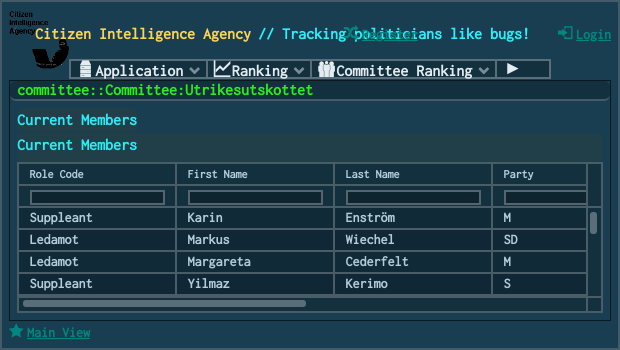 Citizen
Intelligence
Agency
Citizen Intelligence Agency // Tracking politicians like bugs!
Register
Login
Application
Ranking
Committee Ranking
committee::Committee:Utrikesutskottet
Current Members
Current Members
Role Code First Name Last Name Party
Suppleant Karin Enström M
Ledamot Markus Wiechel SD
Ledamot Margareta Cederfelt M
Suppleant Yilmaz Kerimo S
Main View